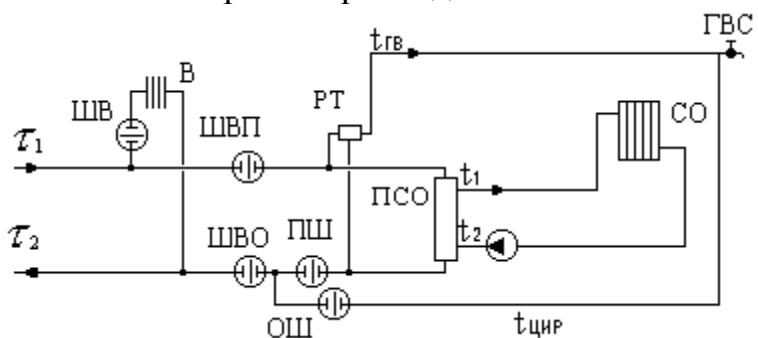 ГВС
tгв
В
РТ
СО
ШВ
ШВП
τ1
t1
ПСО
ШВО
ПШ
t2
τ2
ОШ
tцир